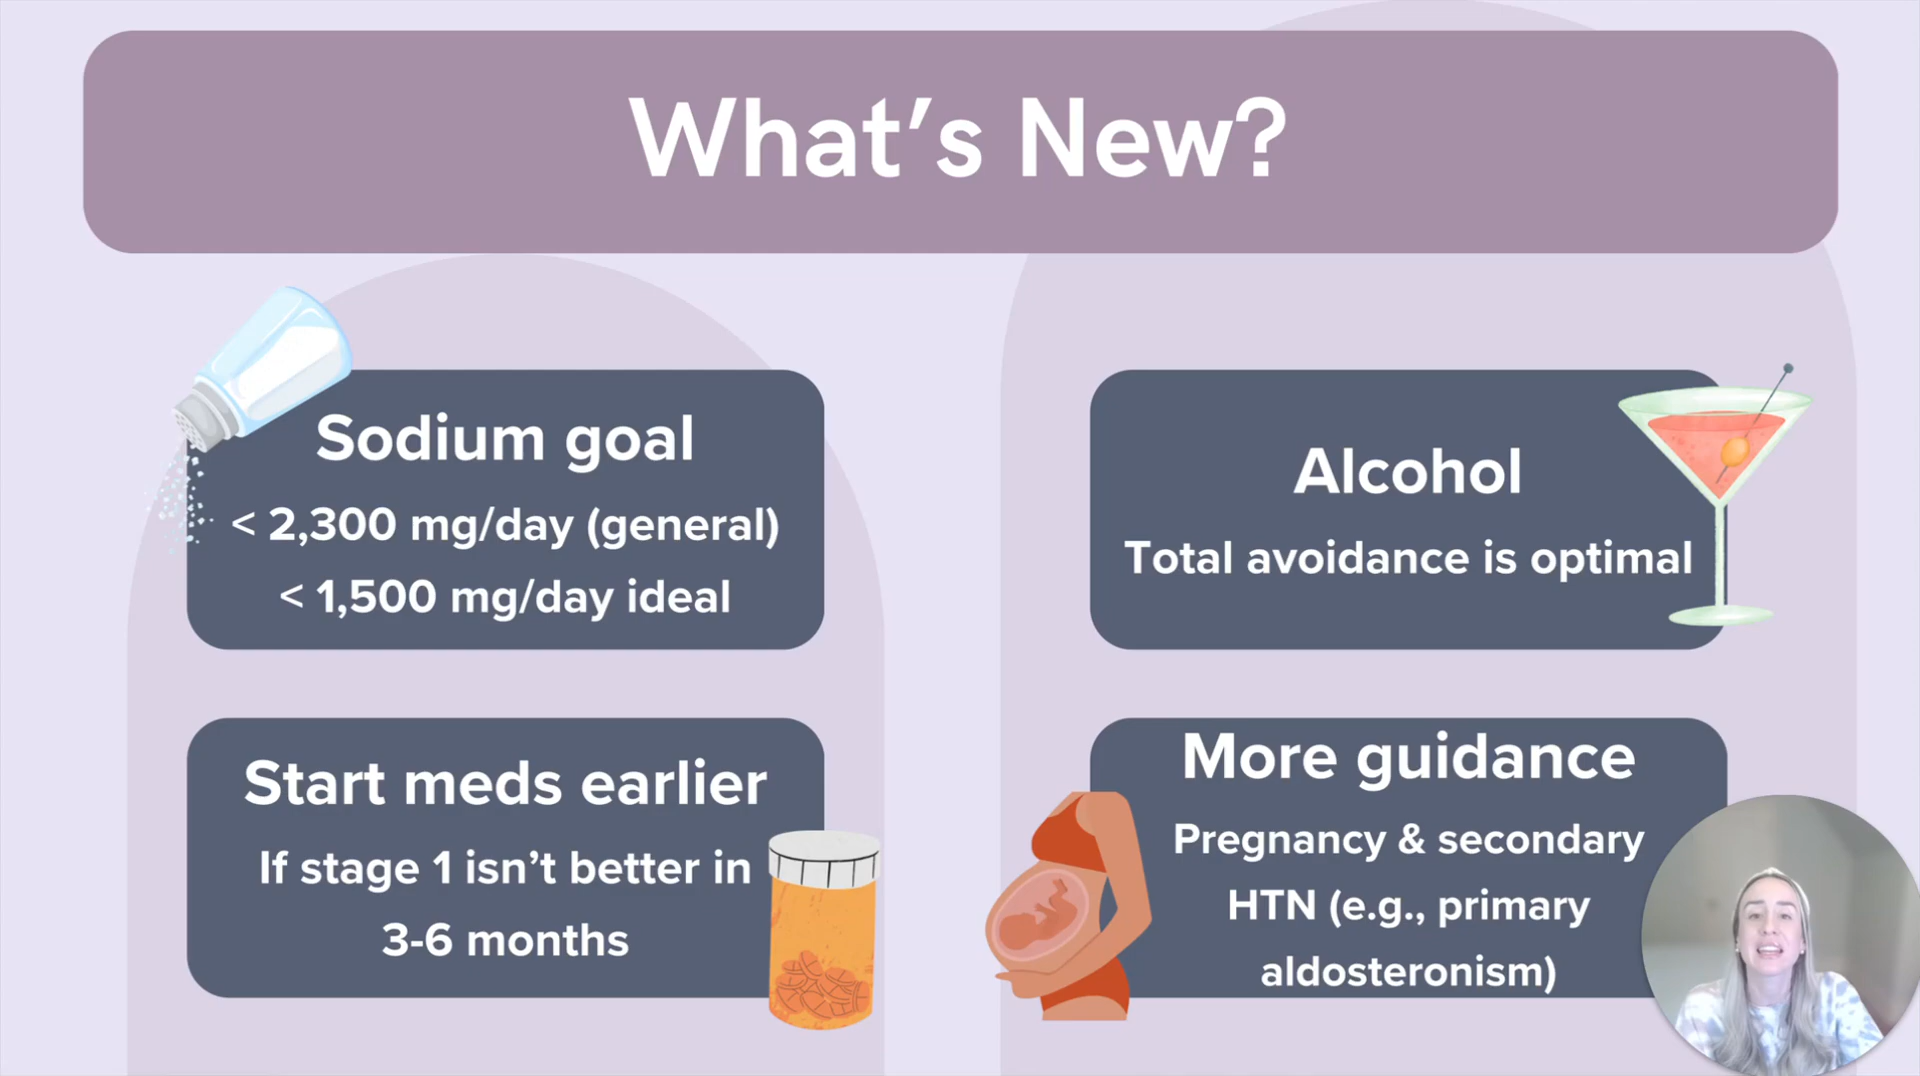 What's New?
Sodium goal
< 2,300 mg/day (general)
< 1,500 mg/day ideal
Alcohol
Total avoidance is optimal
Start meds earlier
If stage 1 isn't better in
3-6 months
More guidance
Pregnancy & secondary
HTN (e.g., primary
aldosteronism)